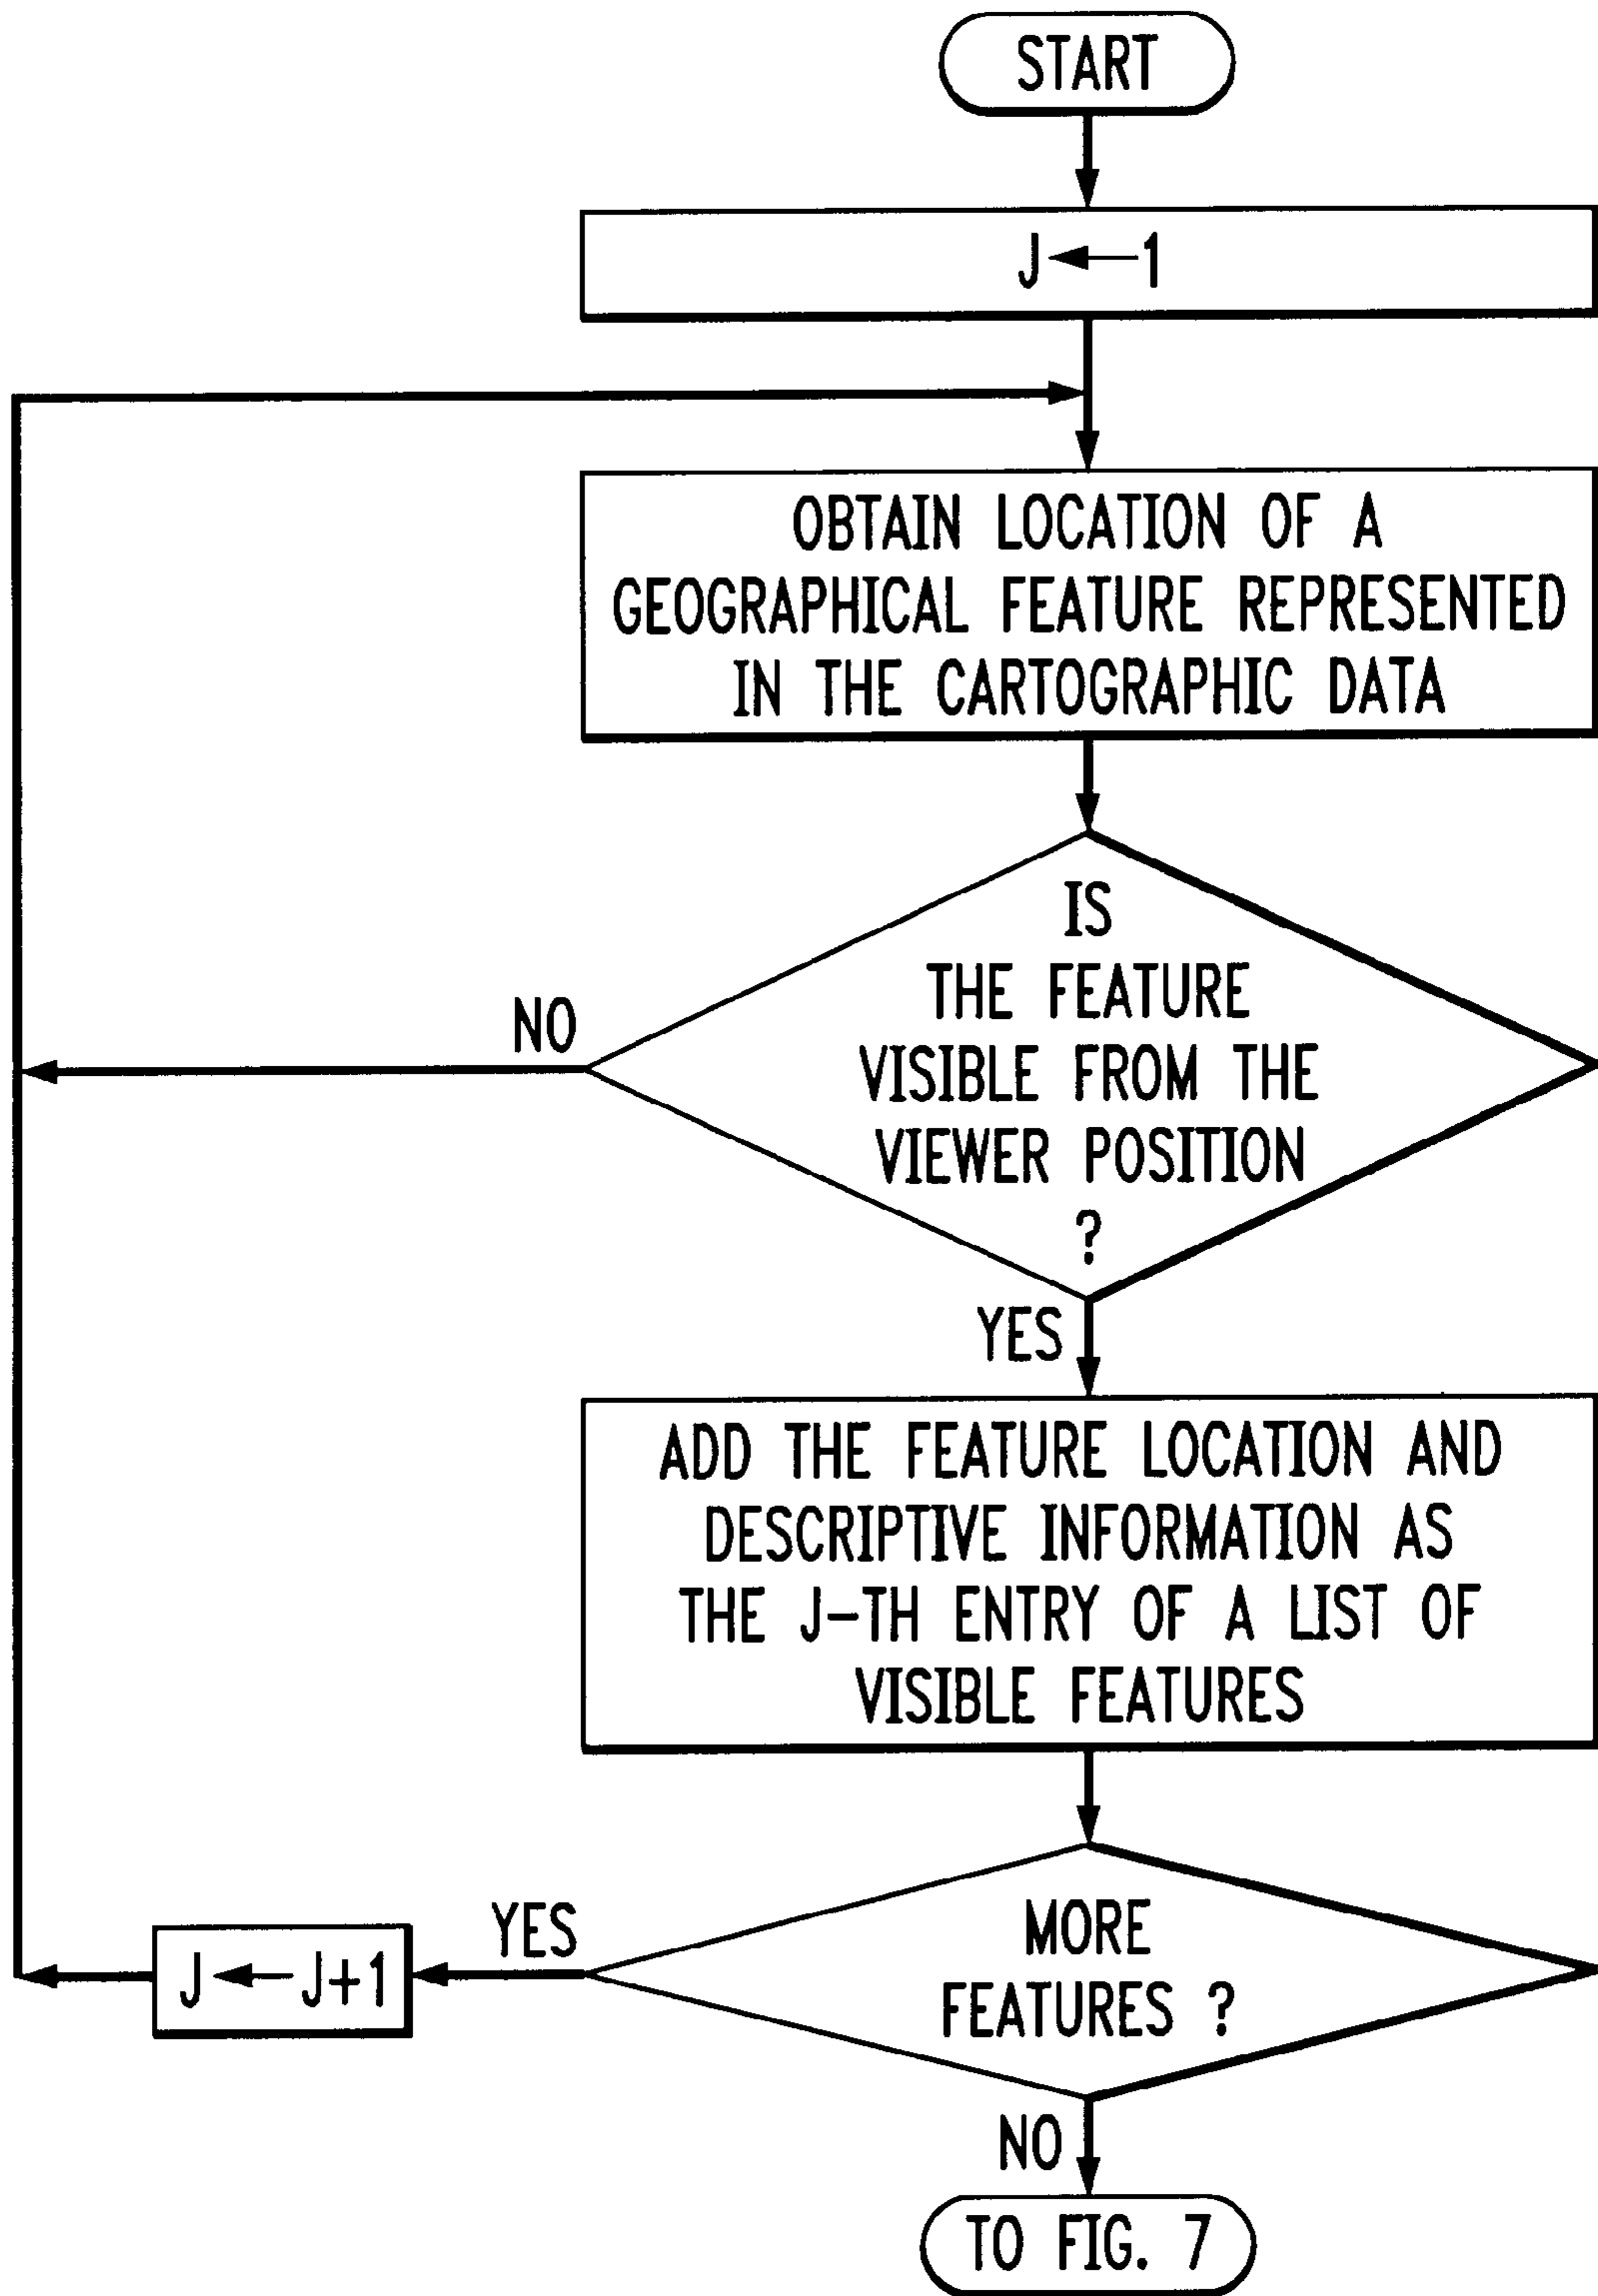 START
J←1
OBTAIN LOCATION OF A
GEOGRAPHICAL FEATURE REPRESENTED
IN THE CARTOGRAPHIC DATA
IS
THE FEATURE
VISIBLE FROM THE
VIEWER POSITION
?
NO
YES
ADD THE FEATURE LOCATION AND
DESCRIPTIVE INFORMATION AS
THE J-TH ENTRY OF A LIST OF
VISIBLE FEATURES
MORE
FEATURES ?
YES
J←J+1
NO
TO FIG. 7